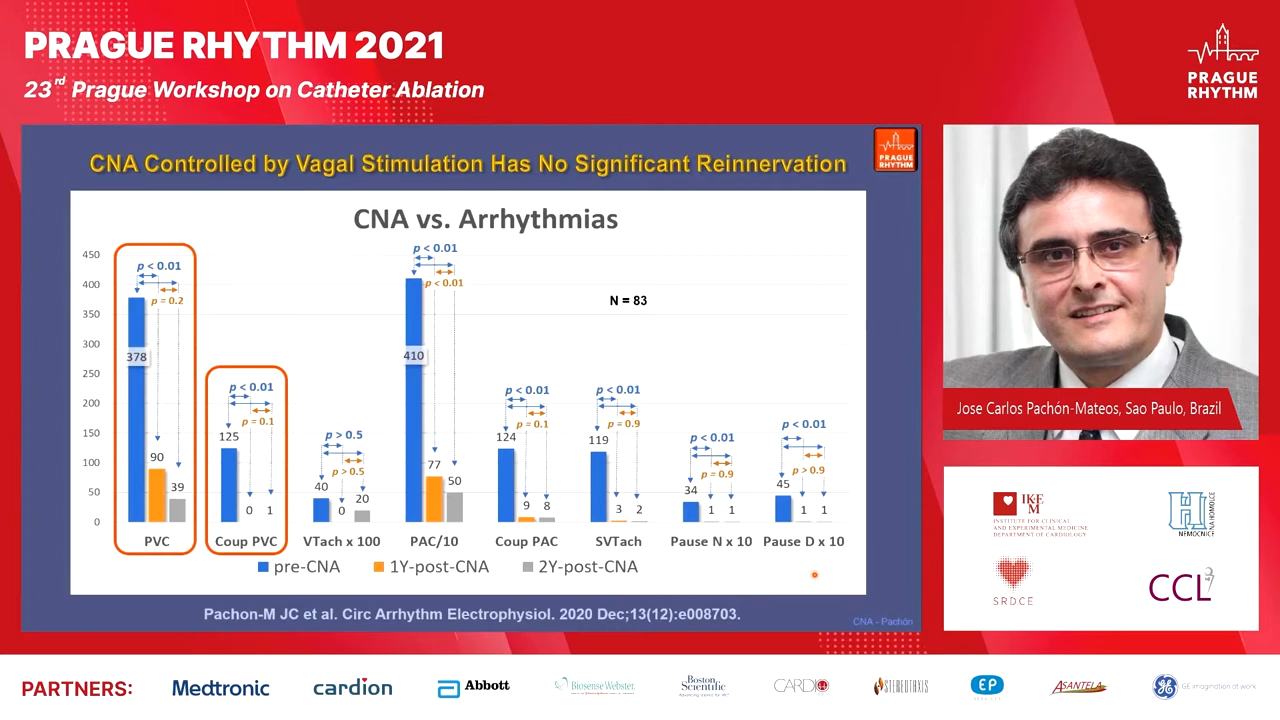 PRAGUE RHYTHM 2021
23rd Prague Workshop on Catheter Ablation
PRAGUE
RHYTHM
CNA Controlled by Vagal Stimulation Has No Significant Reinnervation
PRAGUE
RHYTHM
CNA vs. Arrhythmias
N = 83
450
400
350
300
250
200
150
100
50
0
p < 0.01
p = 0.2
378
90
39
p < 0.01
p = 0.1
125
0
1
p > 0.5
p > 0.5
40
0
20
p < 0.01
p < 0.01
410
77
50
p < 0.01
p = 0.1
124
9
8
p < 0.01
p = 0.9
119
3
2
p < 0.01
p = 0.9
34
1
1
p < 0.01
p > 0.9
45
1
1
PVC
Coup PVC
VTach x 100
PAC/10
Coup PAC
SVTach
Pause N x 10
Pause D x 10
pre-CNA
1Y-post-CNA
2Y-post-CNA
Pachon-M JC et al. Circ Arrhythm Electrophysiol. 2020 Dec;13(12):e008703.
CNA - Pachón
Jose Carlos Pachón-Mateos, Sao Paulo, Brazil
IKEM
INSTITUTE FOR CLINICAL
AND EXPERIMENTAL MEDICINE
DEPARTMENT OF CARDIOLOGY
NEMOCNICE
NA HOMOLCE
SRDCE
CCL
PARTNERS:
Medtronic
cardion
Abbott
Biosense Webster
Boston
Scientific
CARDIO
STEREOTAXIS
EP
ASANTELA
GE imagination at work